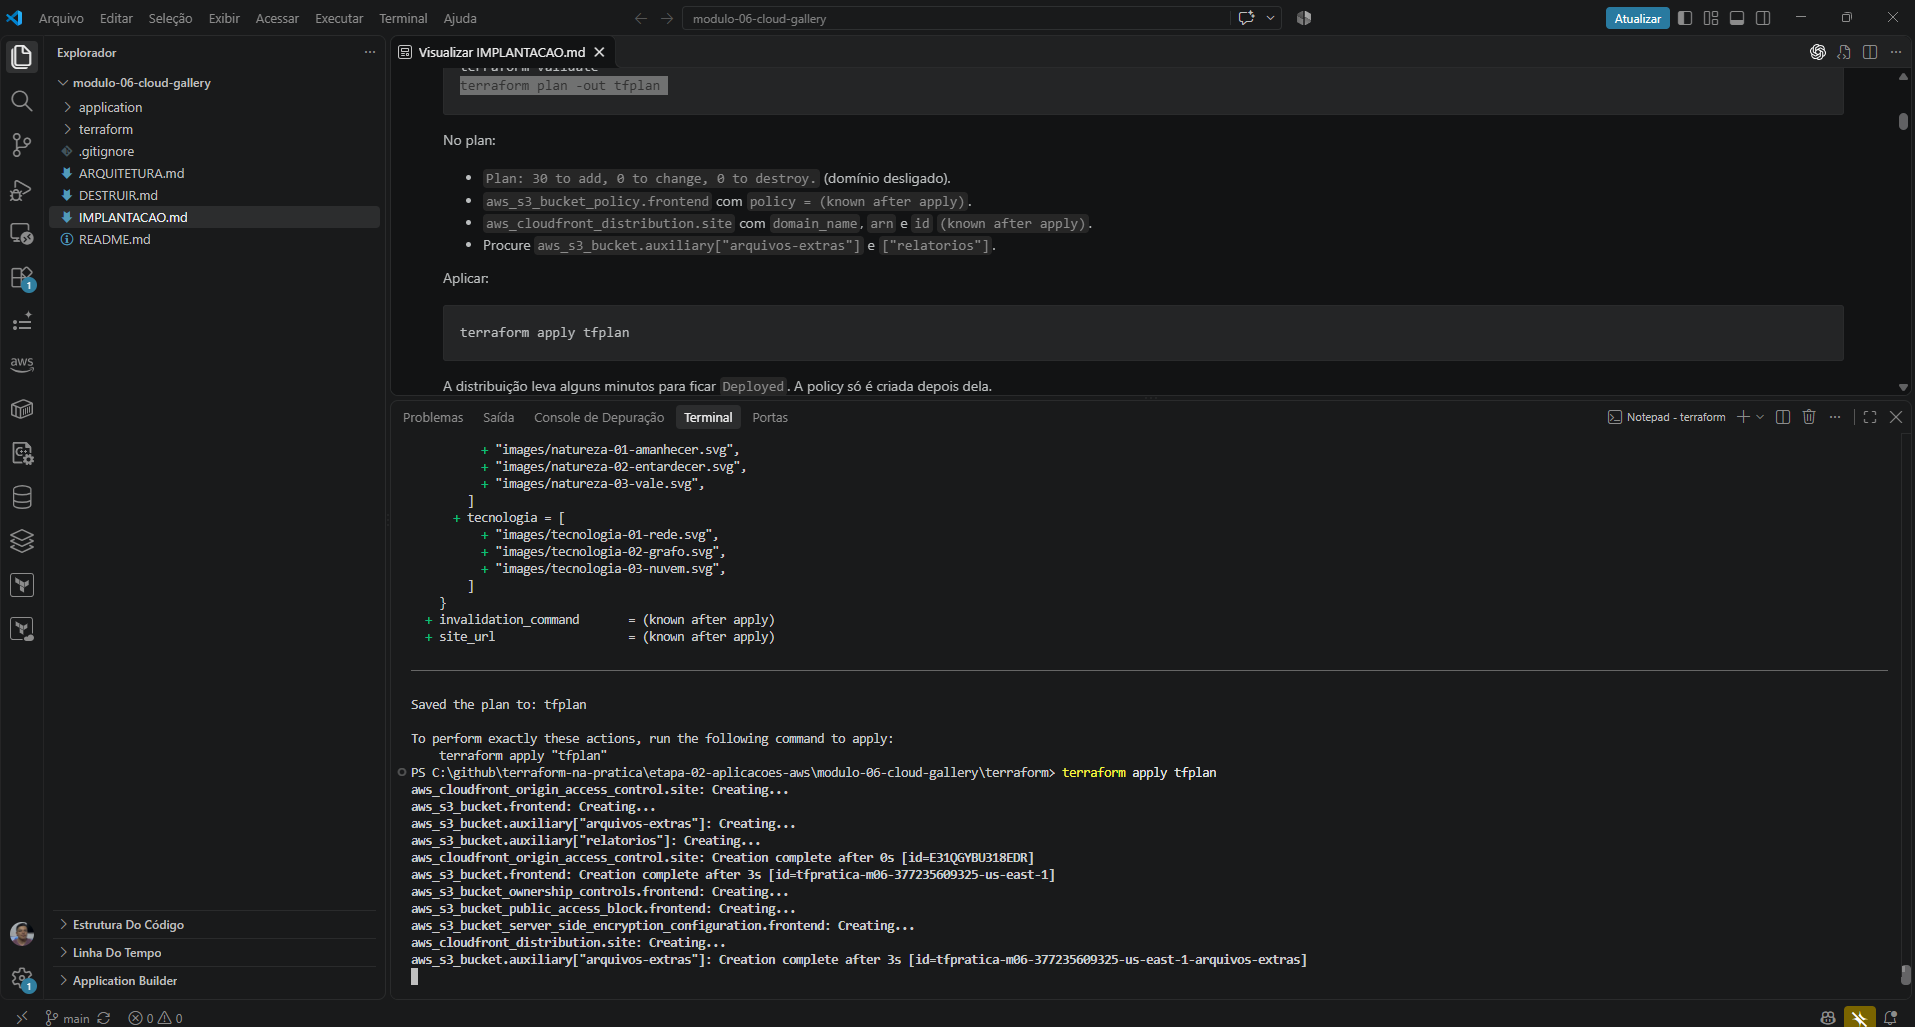 Arquivo Editar Seleção Exibir Acessar Executar Terminal Ajuda
modulo-06-cloud-gallery
Atualizar
Explorador
modulo-06-cloud-gallery
application
terraform
.gitignore
ARQUITETURA.md
DESTRUIR.md
IMPLANTACAO.md
README.md
1
aws
Estrutura Do Código
Linha Do Tempo
Application Builder
1
Visualizar IMPLANTACAO.md
terraform validate
terraform plan -out tfplan
No plan:
Plan: 30 to add, 0 to change, 0 to destroy. (domínio desligado).
aws_s3_bucket_policy.frontend com policy = (known after apply).
aws_cloudfront_distribution.site com domain_name, arn e id (known after apply).
Procure aws_s3_bucket.auxiliary["arquivos-extras"] e ["relatorios"].
Aplicar:
terraform apply tfplan
A distribuição leva alguns minutos para ficar Deployed. A policy só é criada depois dela.
Problemas Saída Console de Depuração Terminal Portas
Notepad - terraform
+ "images/natureza-01-amanhecer.svg",
+ "images/natureza-02-entardecer.svg",
+ "images/natureza-03-vale.svg",
]
+ tecnologia = [
+ "images/tecnologia-01-rede.svg",
+ "images/tecnologia-02-grafo.svg",
+ "images/tecnologia-03-nuvem.svg",
]
}
+ invalidation_command = (known after apply)
+ site_url = (known after apply)
Saved the plan to: tfplan
To perform exactly these actions, run the following command to apply:
terraform apply "tfplan"
PS C:\github\terraform-na-pratica\etapa-02-aplicacoes-aws\modulo-06-cloud-gallery\terraform> terraform apply tfplan
aws_cloudfront_origin_access_control.site: Creating...
aws_s3_bucket.frontend: Creating...
aws_s3_bucket.auxiliary["arquivos-extras"]: Creating...
aws_s3_bucket.auxiliary["relatorios"]: Creating...
aws_cloudfront_origin_access_control.site: Creation complete after 0s [id=E31QGYBU318EDR]
aws_s3_bucket.frontend: Creation complete after 3s [id=tfpratica-m06-377235609325-us-east-1]
aws_s3_bucket_ownership_controls.frontend: Creating...
aws_s3_bucket_public_access_block.frontend: Creating...
aws_s3_bucket_server_side_encryption_configuration.frontend: Creating...
aws_cloudfront_distribution.site: Creating...
aws_s3_bucket.auxiliary["arquivos-extras"]: Creation complete after 3s [id=tfpratica-m06-377235609325-us-east-1-arquivos-extras]
main 0 0